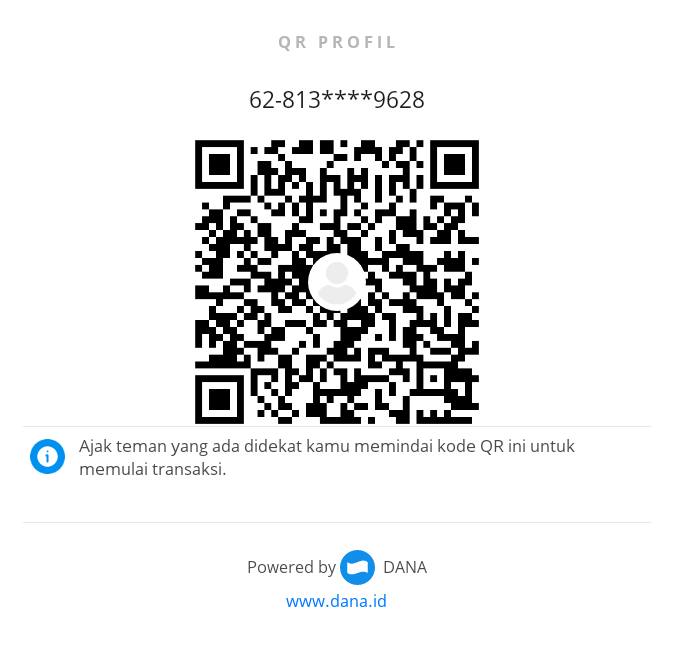 QR PROFIL
62-813****9628
Ajak teman yang ada didekat kamu memindai kode QR ini untuk
memulai transaksi.
Powered by DANA
www.dana.id